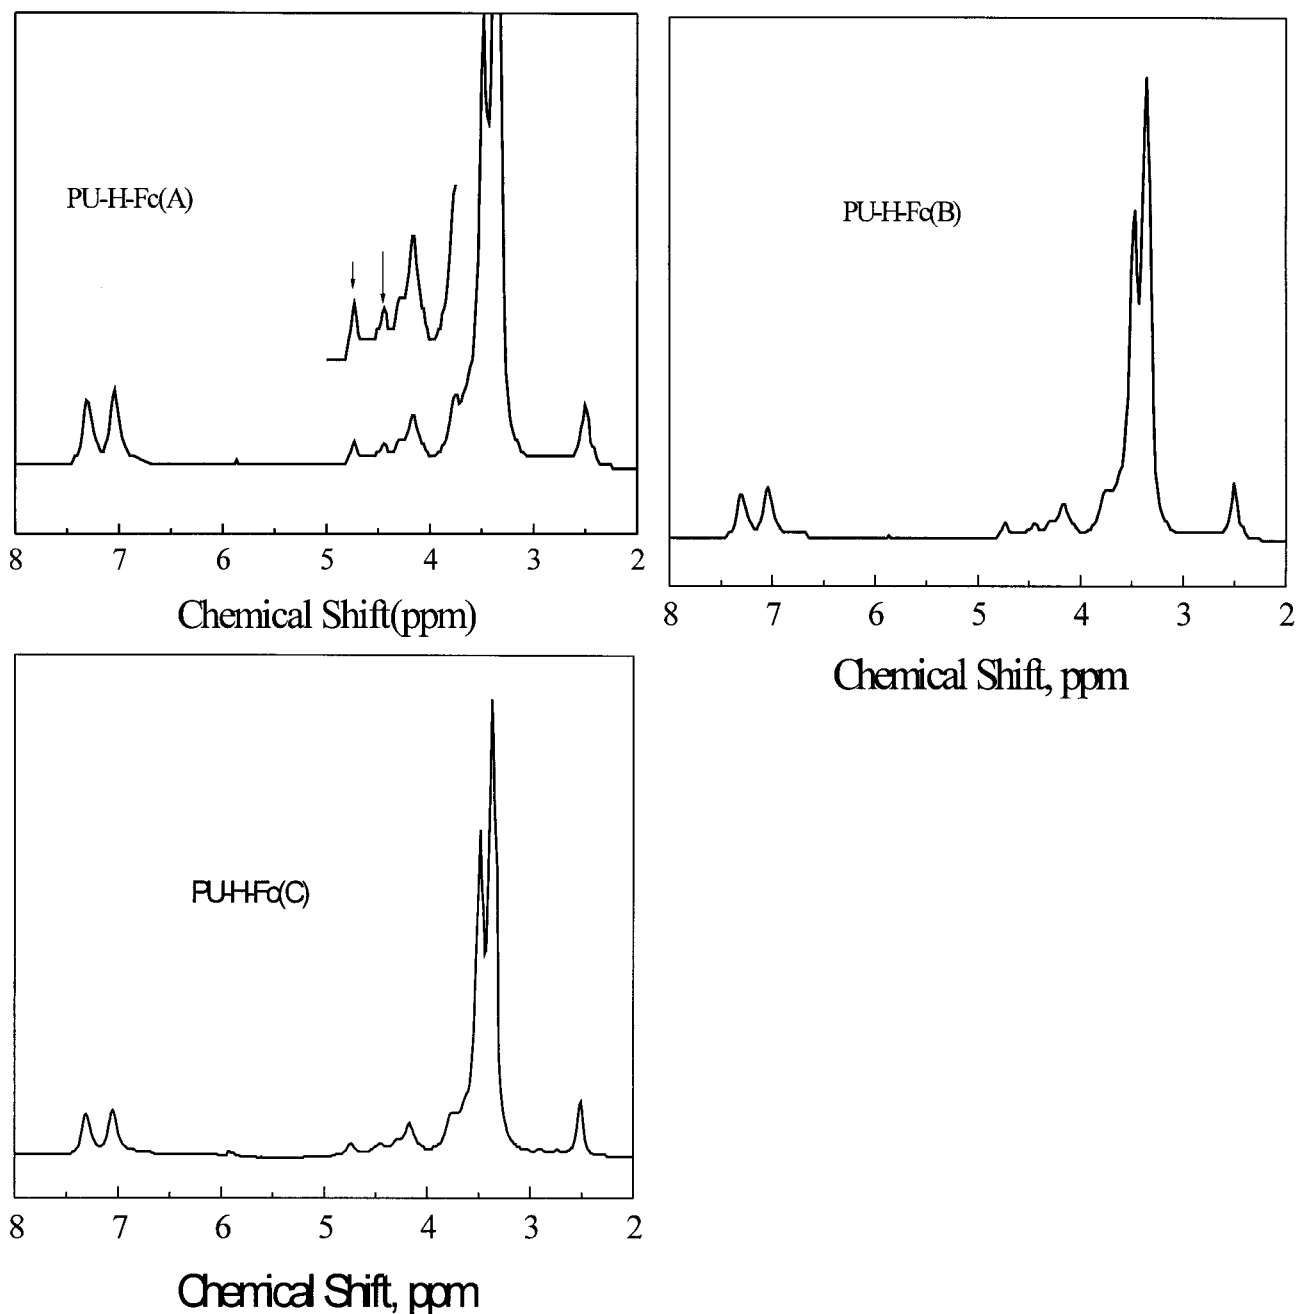 PU-H-Fc(A)
8 7 6 5 4 3 2
Chemical Shift(ppm)
PU-H-Fc(B)
8 7 6 5 4 3 2
Chemical Shift, ppm
PU-H-Fc(C)
8 7 6 5 4 3 2
Chemical Shift, ppm